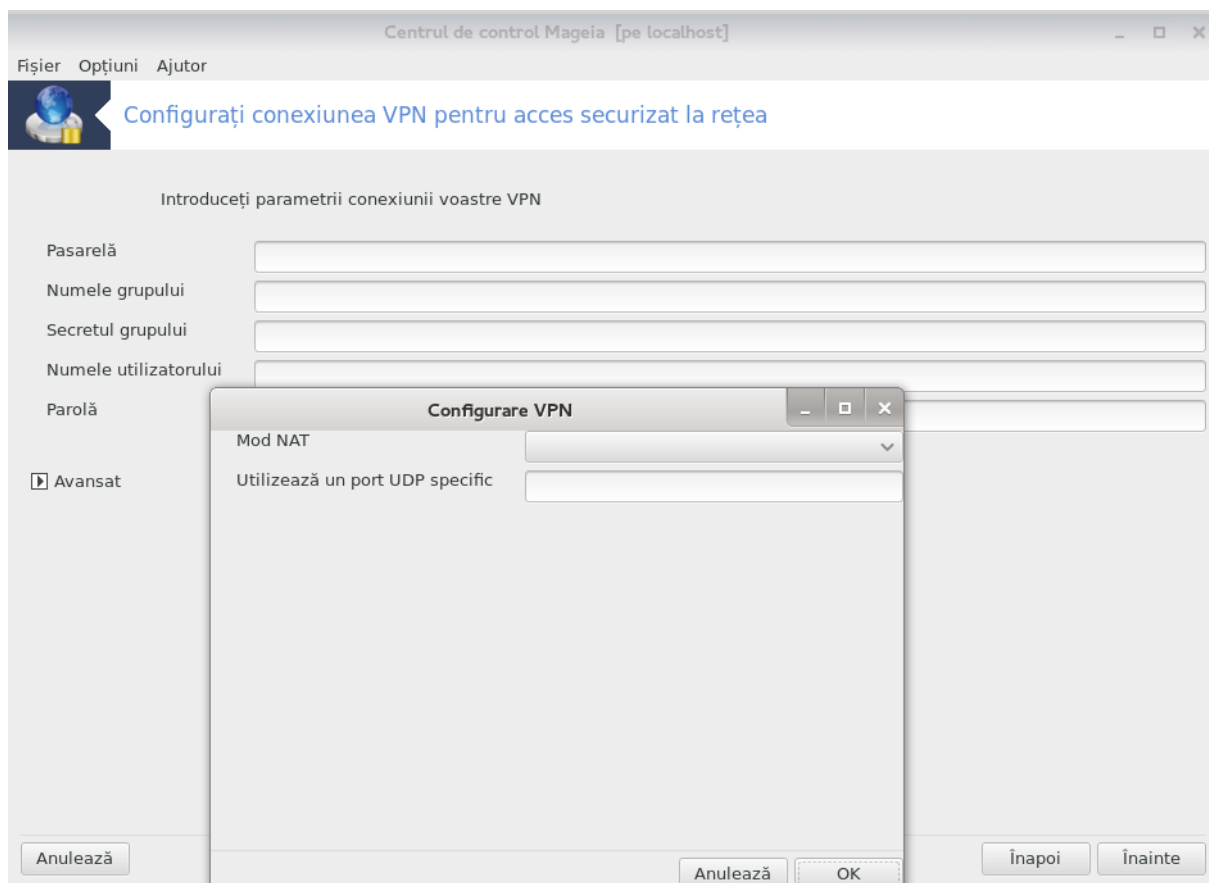 Centrul de control Mageia [pe localhost]
Fișier Opțiuni Ajutor
Configurați conexiunea VPN pentru acces securizat la rețea
Introduceți parametrii conexiunii voastre VPN
Pasarelă
Numele grupului
Secretul grupului
Numele utilizatorului
Parolă
Avansat
Configurare VPN
Mod NAT
Utilizează un port UDP specific
Anulează OK
Anulează Înapoi Înainte